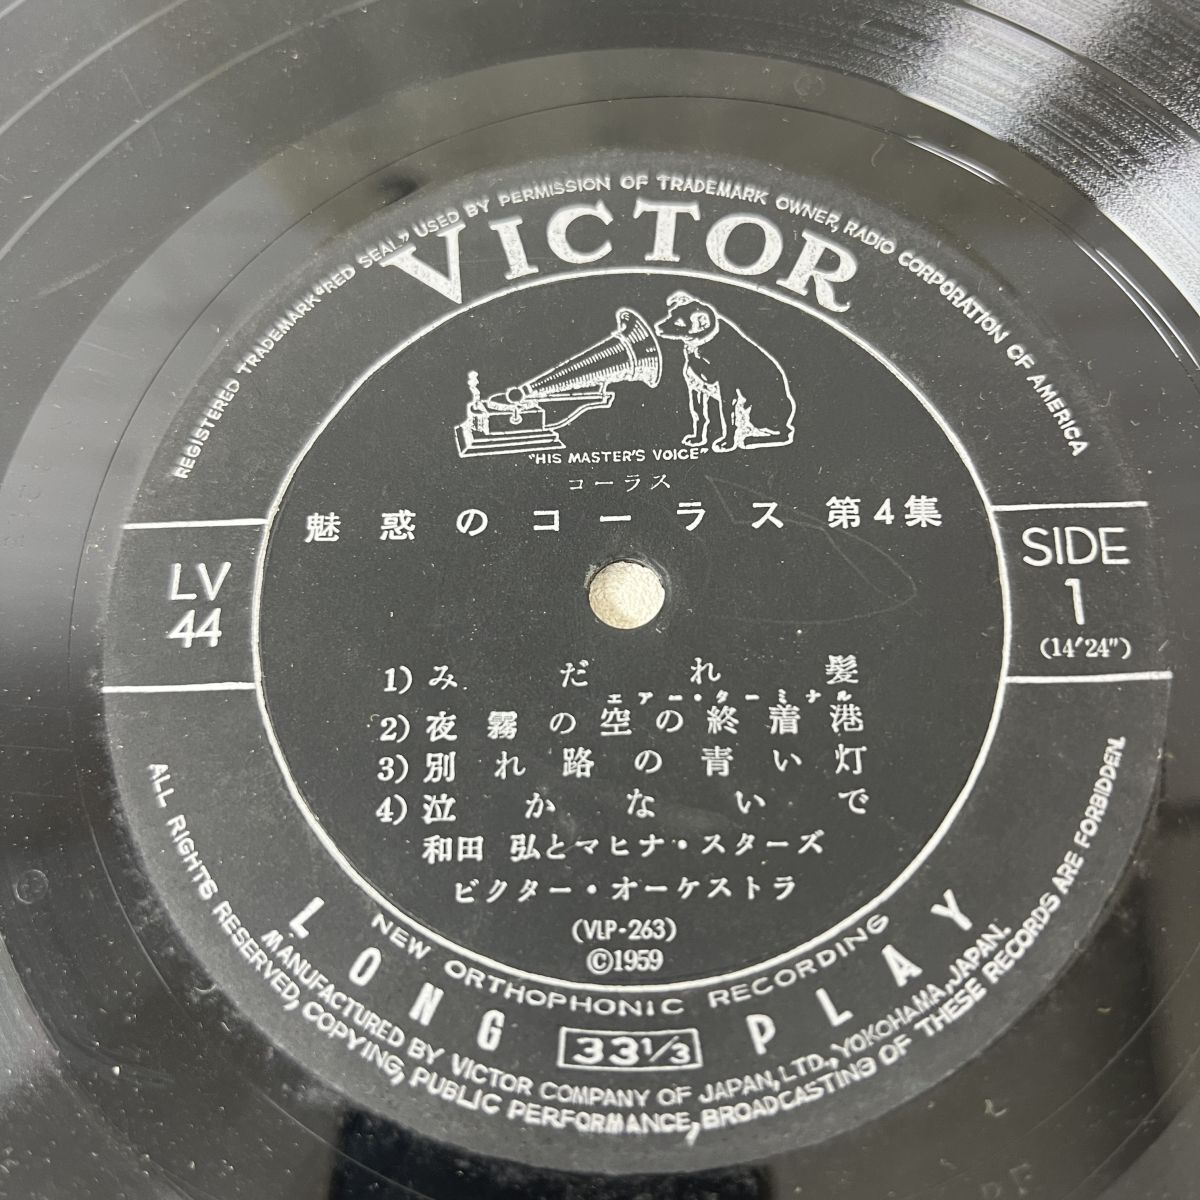 REGISTERED TRADEMARK "RED SEAL" USED BY PERMISSION OF TRADEMARK OWNER, RADIO CORPORATION OF AMERICA
VICTOR
"HIS MASTER'S VOICE"
コーラス
魅惑のコーラス 第4集
LV
44
SIDE
1
(14′24″)
1) みだれ髪
エアー・ターミナル
2) 夜霧の空の終着港
3) 別れ路の青い灯
4) 泣かないで
和田 弘とマヒナ・スターズ
ビクター・オーケストラ
(VLP-263)
©1959
NEW ORTHOPHONIC RECORDING
LONG 33 1/3 PLAY
MANUFACTURED BY VICTOR COMPANY OF JAPAN, LTD., YOKOHAMA, JAPAN.
ALL RIGHTS RESERVED, COPYING, PUBLIC PERFORMANCE, BROADCASTING OF THESE RECORDS ARE FORBIDDEN.